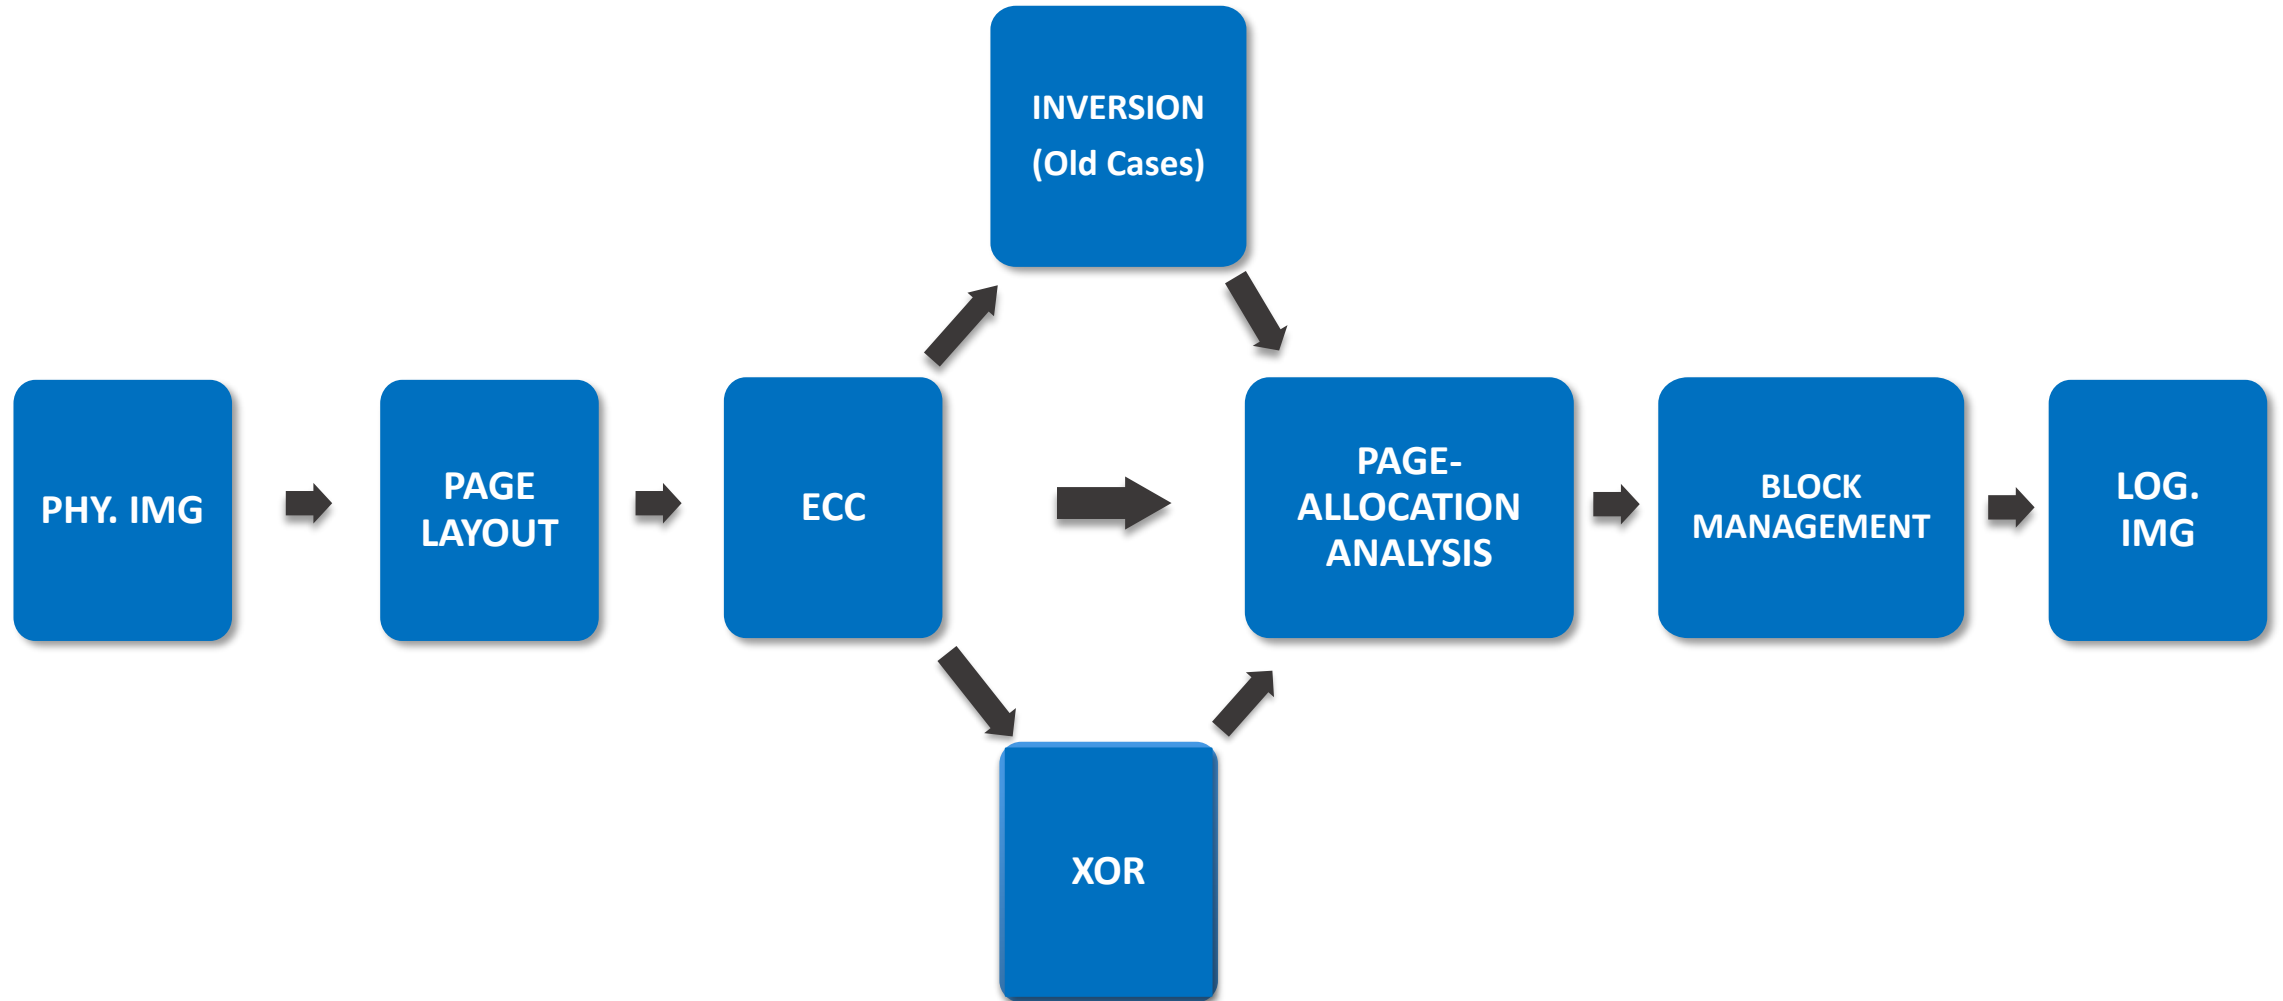 INVERSION
(Old Cases)
PHY. IMG
PAGE
LAYOUT
ECC
PAGE-
ALLOCATION
ANALYSIS
BLOCK
MANAGEMENT
LOG.
IMG
XOR